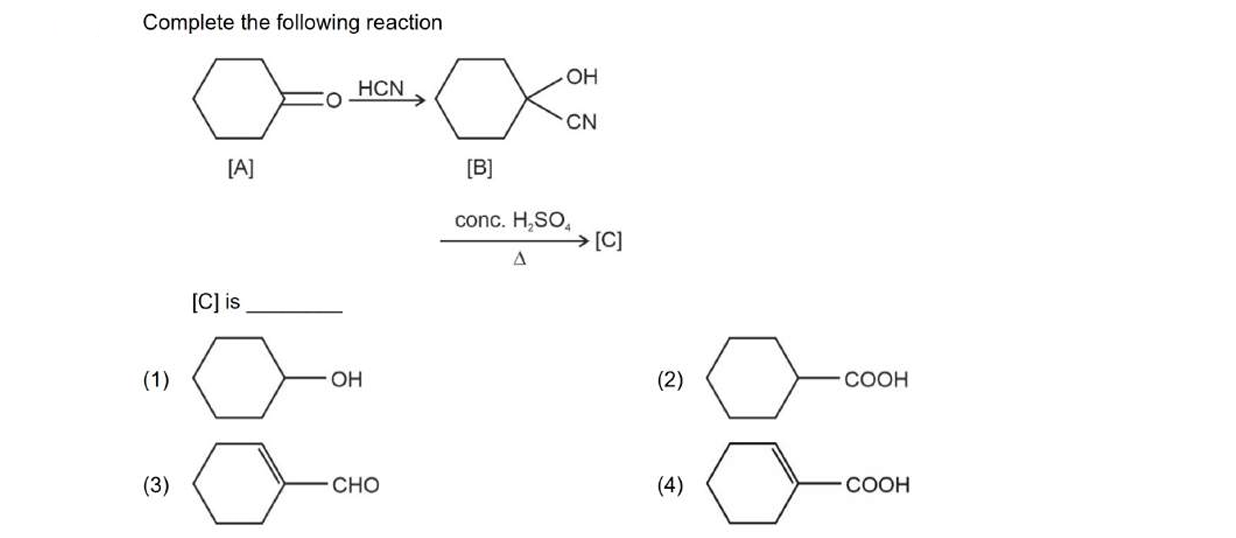 Complete the following reaction
O HCN OH
CN
[A] [B]
conc. H₂SO₄
[C]
Δ
[C] is ________
(1) OH (2) COOH
(3) CHO (4) COOH